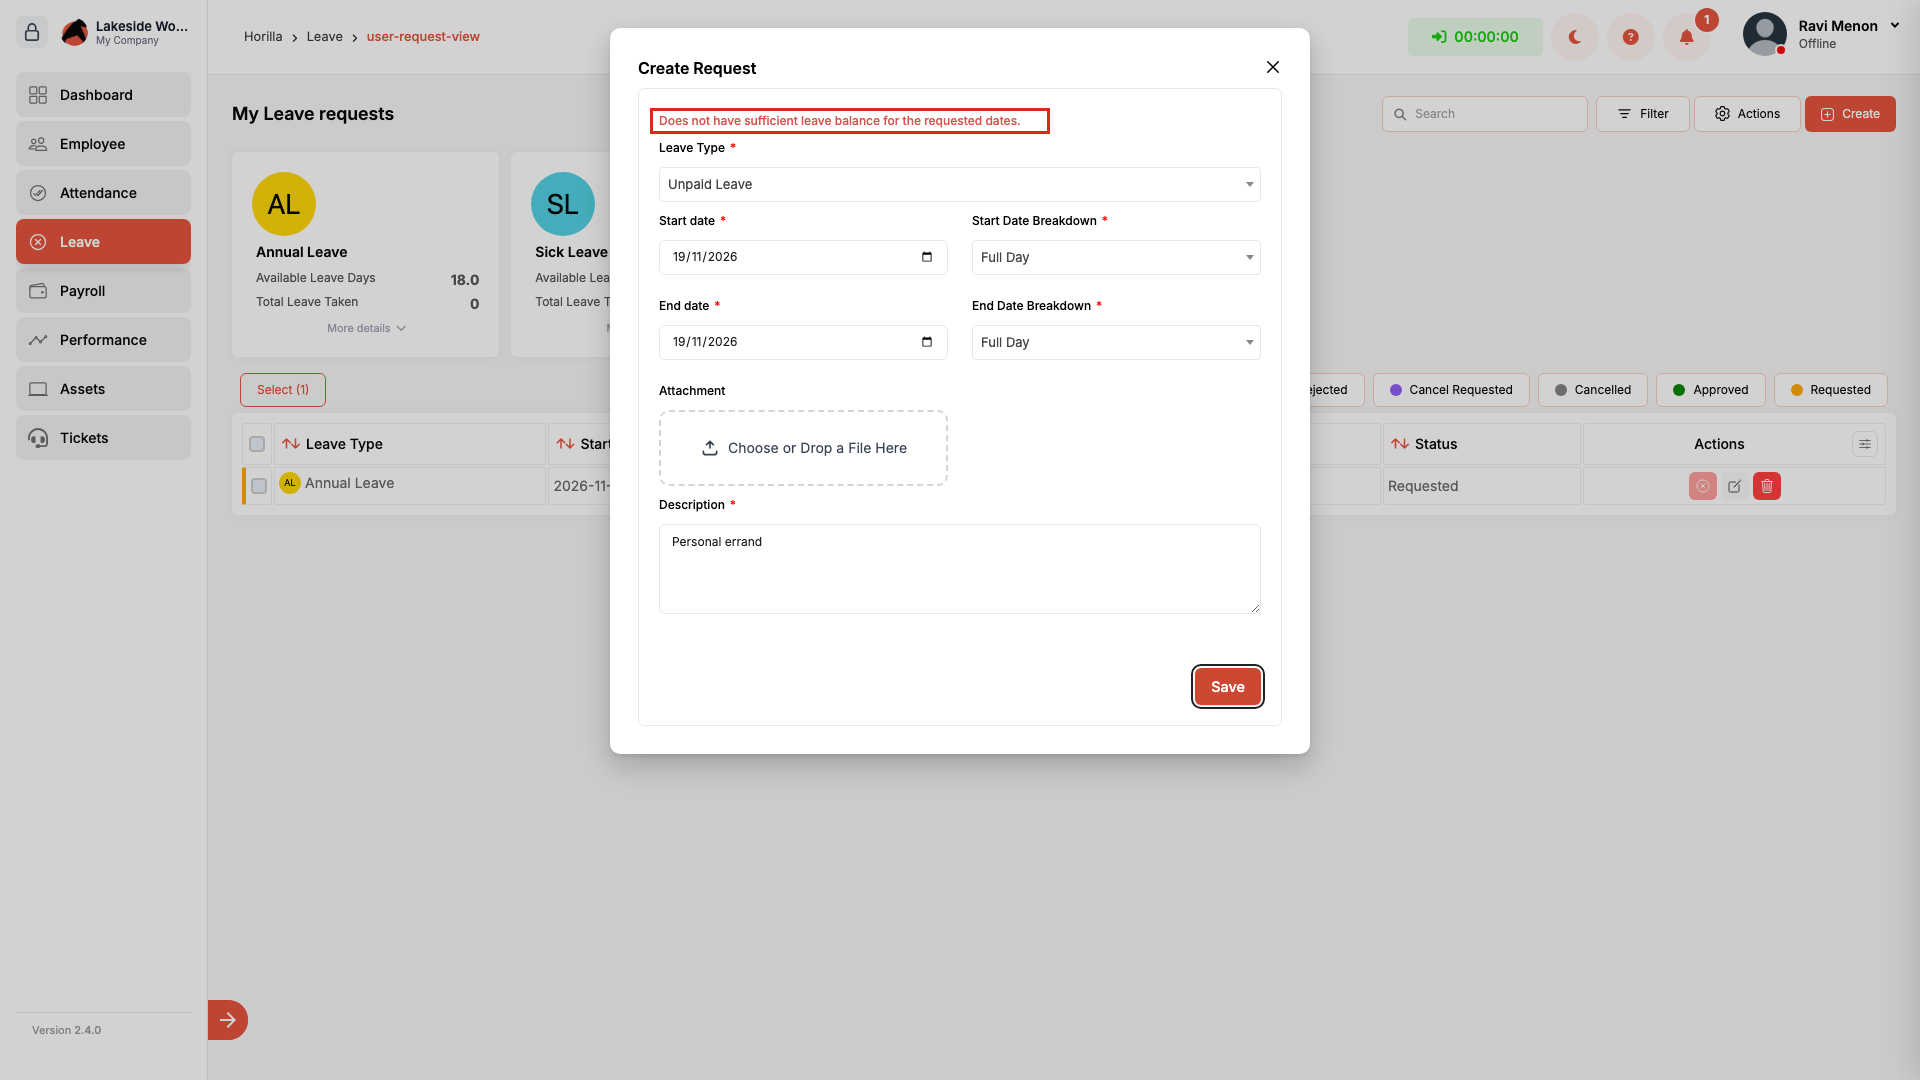 Lakeside Wo...
My Company
Horilla > Leave > user-request-view
00:00:00
1
Ravi Menon
Offline
Dashboard
Employee
Attendance
Leave
Payroll
Performance
Assets
Tickets
Version 2.4.0
My Leave requests
Search
Filter
Actions
Create
AL
Annual Leave
Available Leave Days 18.0
Total Leave Taken 0
More details
SL
Sick Leave
Available Lea
Total Leave T
Select (1)
jected
Cancel Requested
Cancelled
Approved
Requested
Leave Type
Start
Status
Actions
AL Annual Leave
2026-11-
Requested
Create Request
Does not have sufficient leave balance for the requested dates.
Leave Type *
Unpaid Leave
Start date *
Start Date Breakdown *
19/11/2026
Full Day
End date *
End Date Breakdown *
19/11/2026
Full Day
Attachment
Choose or Drop a File Here
Description *
Personal errand
Save